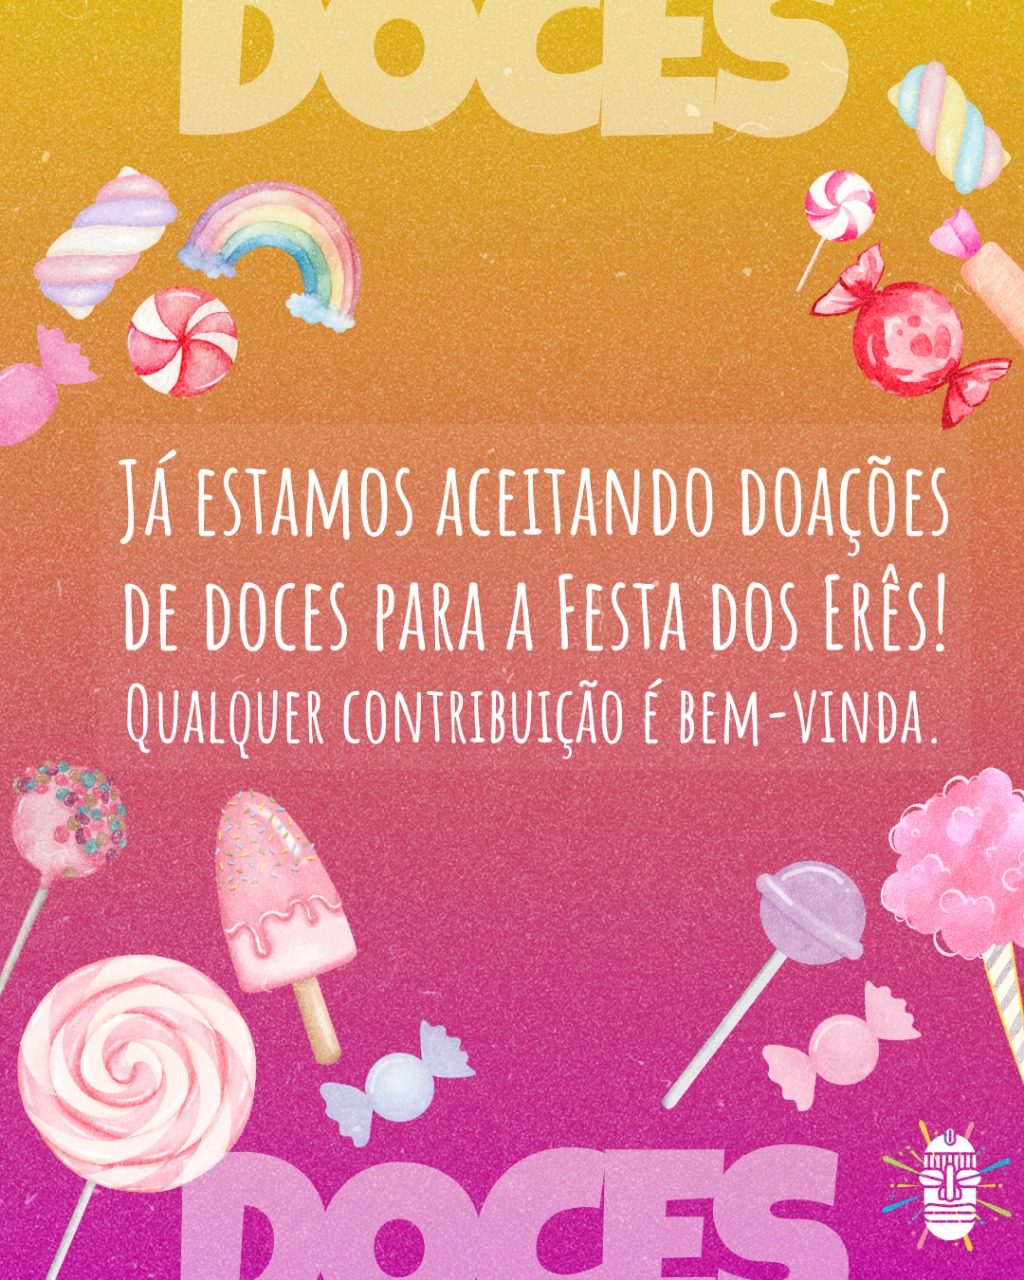 DOCES
Já estamos aceitando doações
de doces para a Festa dos Erês!
Qualquer contribuição é bem-vinda.
DOCES